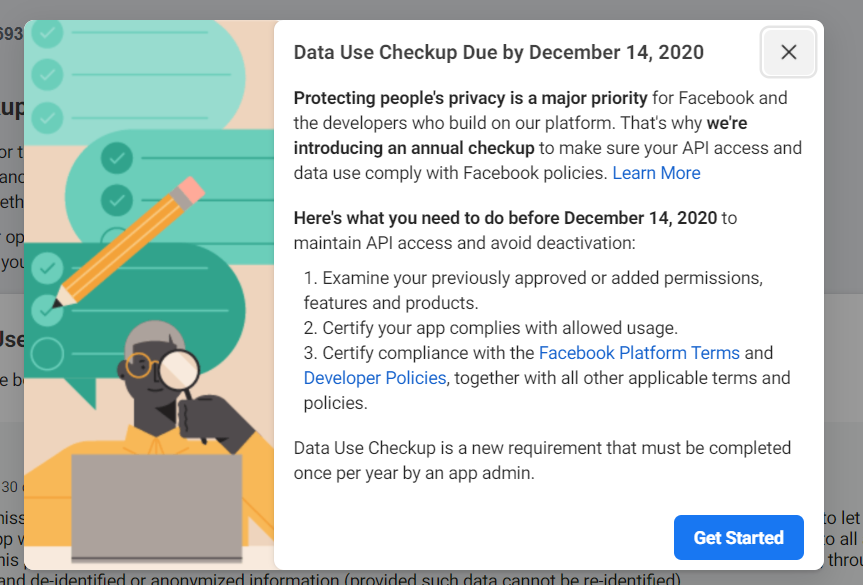 693
Data Use Checkup Due by December 14, 2020
Protecting people's privacy is a major priority for Facebook and
the developers who build on our platform. That's why we're
introducing an annual checkup to make sure your API access and
data use comply with Facebook policies. Learn More
Here's what you need to do before December 14, 2020 to
maintain API access and avoid deactivation:
1. Examine your previously approved or added permissions,
features and products.
2. Certify your app complies with allowed usage.
3. Certify compliance with the Facebook Platform Terms and
Developer Policies, together with all other applicable terms and
policies.
Data Use Checkup is a new requirement that must be completed
once per year by an app admin.
Get Started
30
to let
to all
and de-identified or anonymized information (provided such data cannot be re-identified)